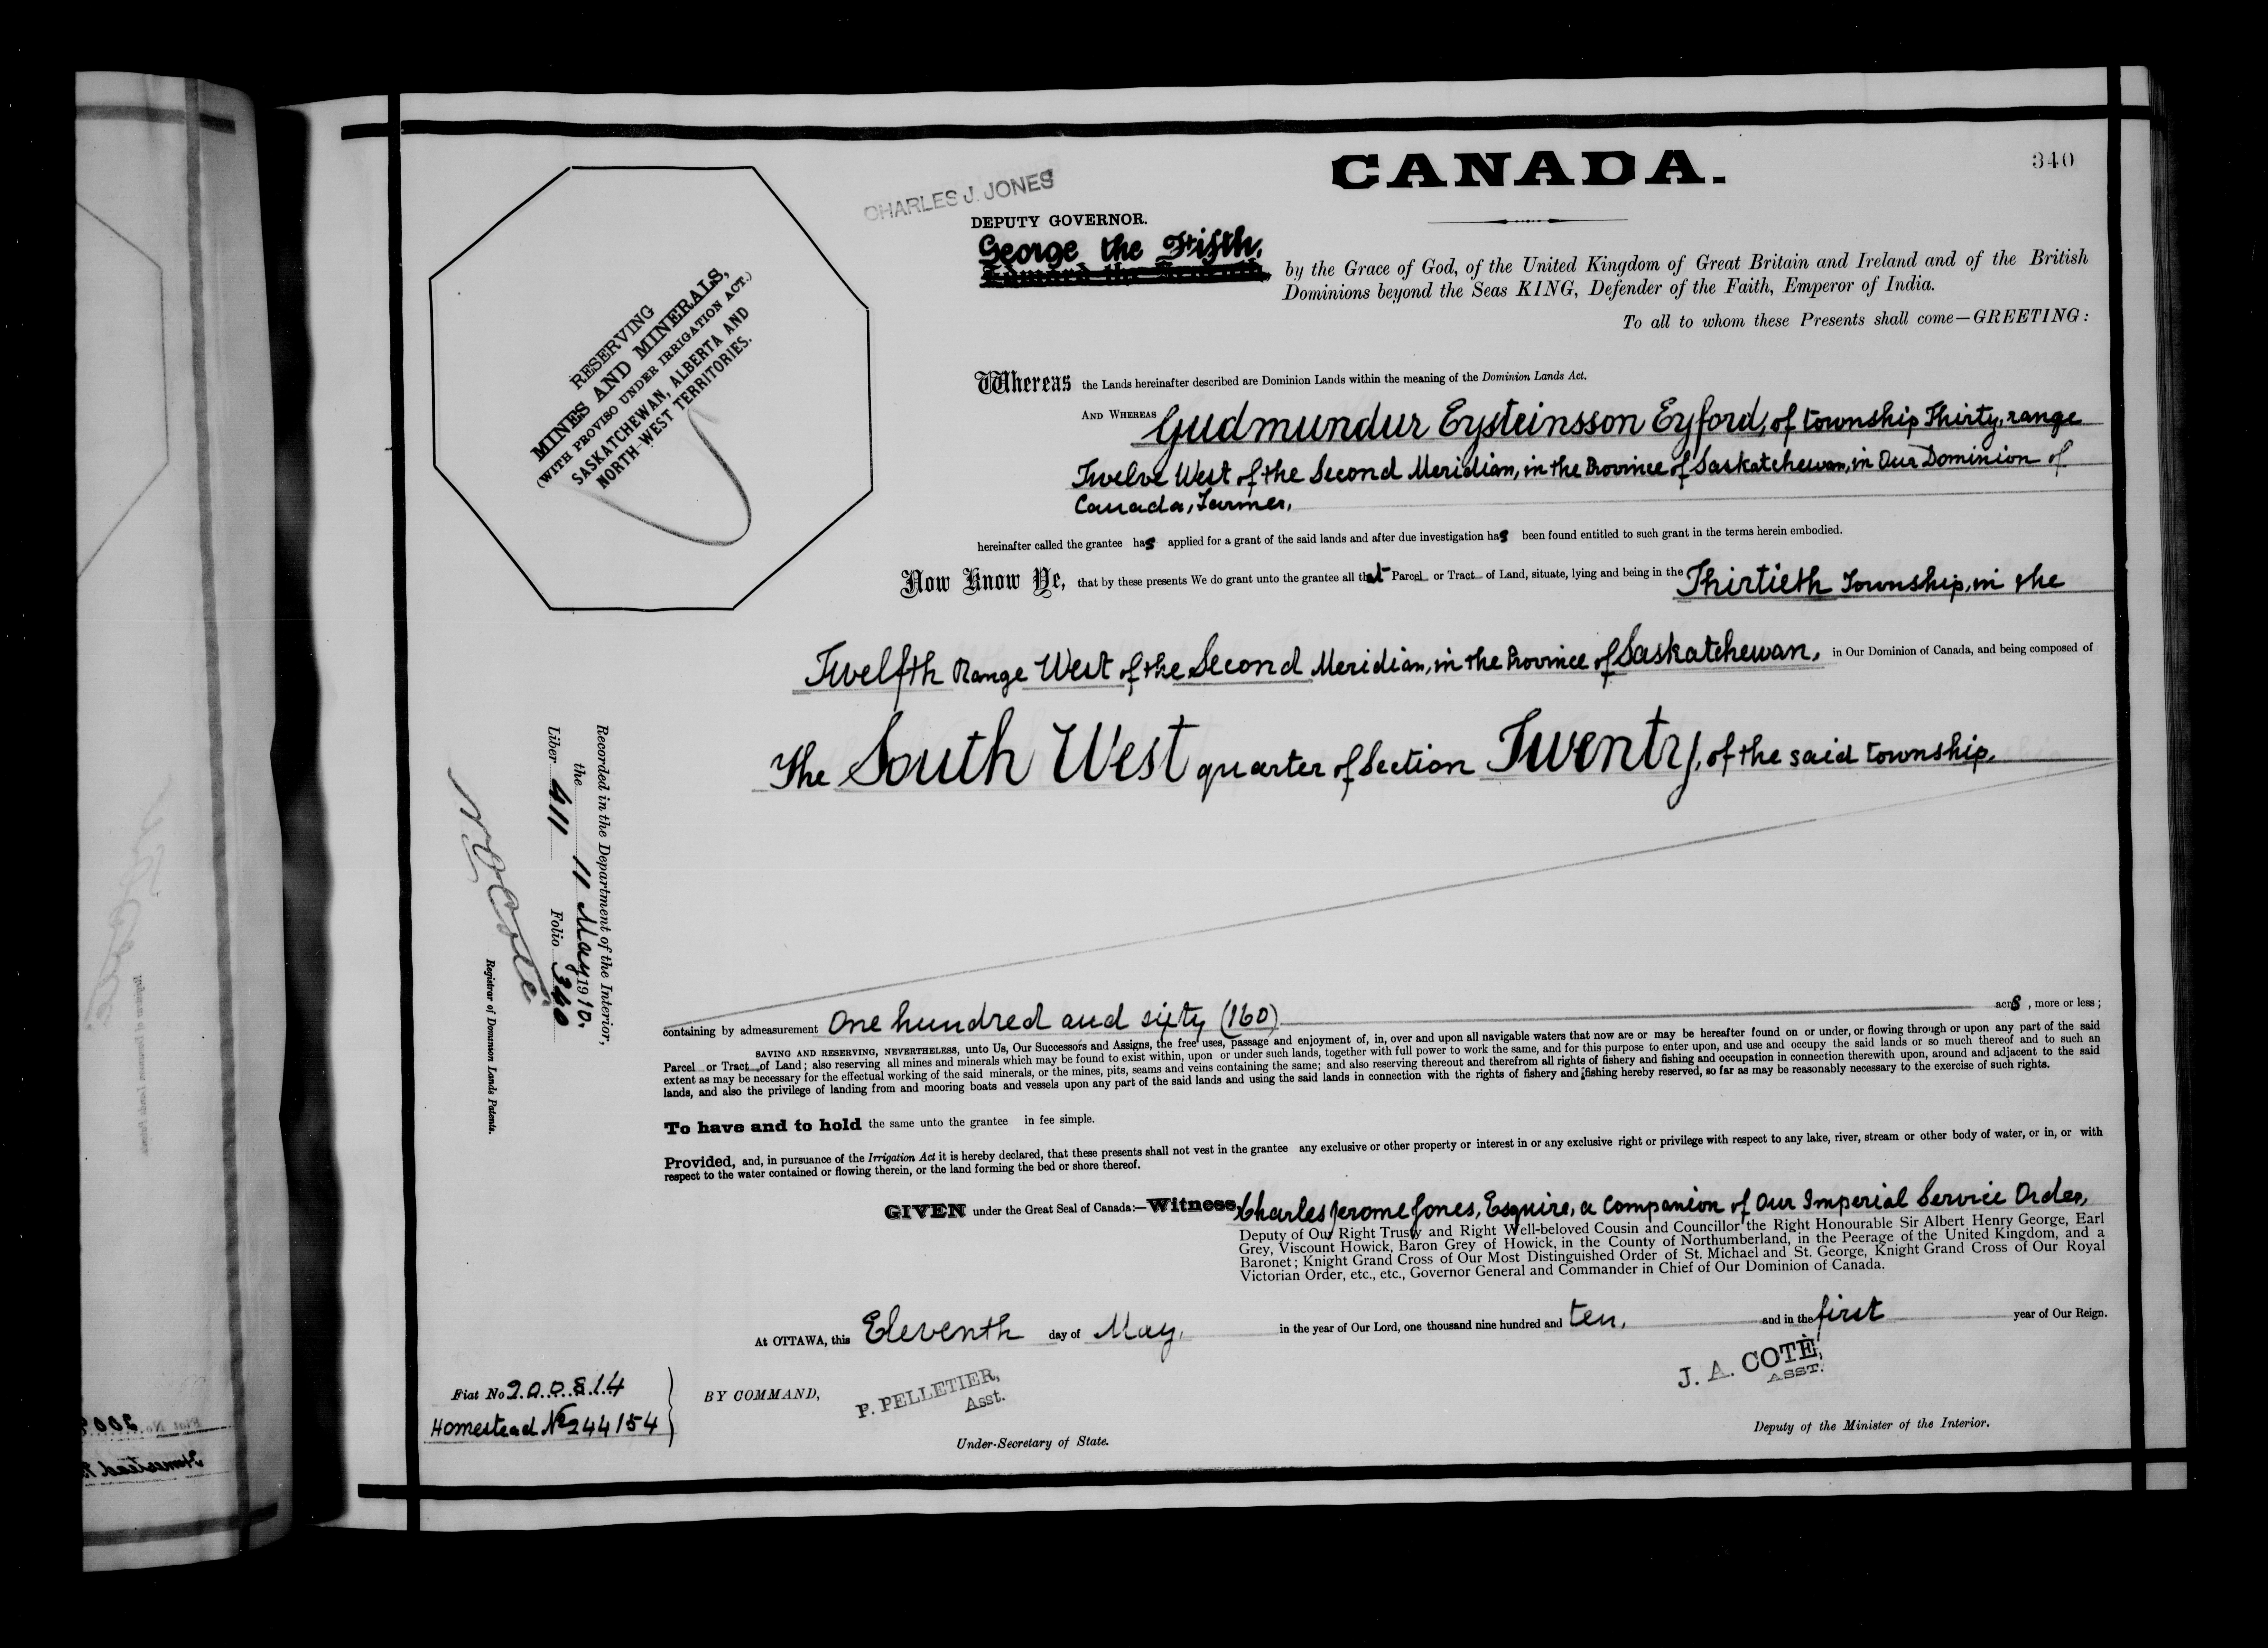 CANADA.
340
CHARLES J. JONES
DEPUTY GOVERNOR.
George the Fifth,
Edward the Seventh,
by the Grace of God, of the United Kingdom of Great Britain and Ireland and of the British
Dominions beyond the Seas KING, Defender of the Faith, Emperor of India.
To all to whom these Presents shall come—GREETING:
RESERVING
MINES AND MINERALS,
(WITH PROVISO UNDER IRRIGATION ACT.)
SASKATCHEWAN, ALBERTA AND
NORTH-WEST TERRITORIES.
Whereas the Lands hereinafter described are Dominion Lands within the meaning of the Dominion Lands Act.
AND WHEREAS Gudmundur Eysteinsson Eyford, of township Thirty, range
Twelve West of the Second Meridian, in the Province of Saskatchewan, in Our Dominion of
Canada, Farmer,
hereinafter called the grantee has applied for a grant of the said lands and after due investigation has been found entitled to such grant in the terms herein embodied.
Now Know Ye, that by these presents We do grant unto the grantee all that Parcel or Tract of Land, situate, lying and being in the Thirtieth Township, in the
Twelfth Range West of the Second Meridian, in the Province of Saskatchewan, in Our Dominion of Canada, and being composed of
The South West quarter of Section Twenty, of the said township,
containing by admeasurement One hundred and sixty (160) acrs, more or less;
SAVING AND RESERVING, NEVERTHELESS, unto Us, Our Successors and Assigns, the free uses, passage and enjoyment of, in, over and upon all navigable waters that now are or may be hereafter found on or under, or flowing through or upon any part of the said
Parcel or Tract of Land; also reserving all mines and minerals which may be found to exist within, upon or under such lands, together with full power to work the same, and for this purpose to enter upon, and use and occupy the said lands or so much thereof and to such an
extent as may be necessary for the effectual working of the said minerals, or the mines, pits, seams and veins containing the same; and also reserving thereout and therefrom all rights of fishery and fishing and occupation in connection therewith upon, around and adjacent to the said
lands, and also the privilege of landing from and mooring boats and vessels upon any part of the said lands and using the said lands in connection with the rights of fishery and fishing hereby reserved, so far as may be reasonably necessary to the exercise of such rights.
To have and to hold the same unto the grantee in fee simple.
Provided, and, in pursuance of the Irrigation Act it is hereby declared, that these presents shall not vest in the grantee any exclusive or other property or interest in or any exclusive right or privilege with respect to any lake, river, stream or other body of water, or in, or with
respect to the water contained or flowing therein, or the land forming the bed or shore thereof.
GIVEN under the Great Seal of Canada:—Witness, Charles Jerome Jones, Esquire, a Companion of Our Imperial Service Order,
Deputy of Our Right Trusty and Right Well-beloved Cousin and Councillor the Right Honourable Sir Albert Henry George, Earl
Grey, Viscount Howick, Baron Grey of Howick, in the County of Northumberland, in the Peerage of the United Kingdom, and a
Baronet; Knight Grand Cross of Our Most Distinguished Order of St. Michael and St. George, Knight Grand Cross of Our Royal
Victorian Order, etc., etc., Governor General and Commander in Chief of Our Dominion of Canada.
At OTTAWA, this Eleventh day of May, in the year of Our Lord, one thousand nine hundred and ten, and in the first year of Our Reign.
BY COMMAND,
P. PELLETIER,
Asst.
Under-Secretary of State.
J. A. COTÉ,
ASST.
Deputy of the Minister of the Interior.
Recorded in the Department of the Interior,
the 11 May 1910.
Liber 411 Folio 340
N O Coté
Registrar of Dominion Lands Patents.
Fiat No 200814
Homestead No 244154